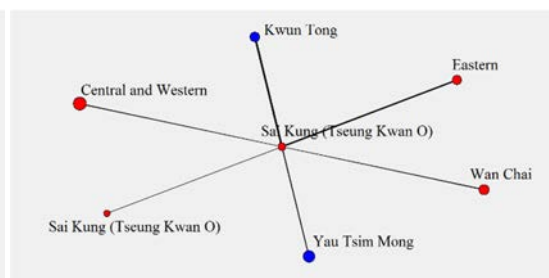 Kwun Tong
Eastern
Central and Western
Sai Kung (Tseung Kwan O)
Wan Chai
Sai Kung (Tseung Kwan O)
Yau Tsim Mong